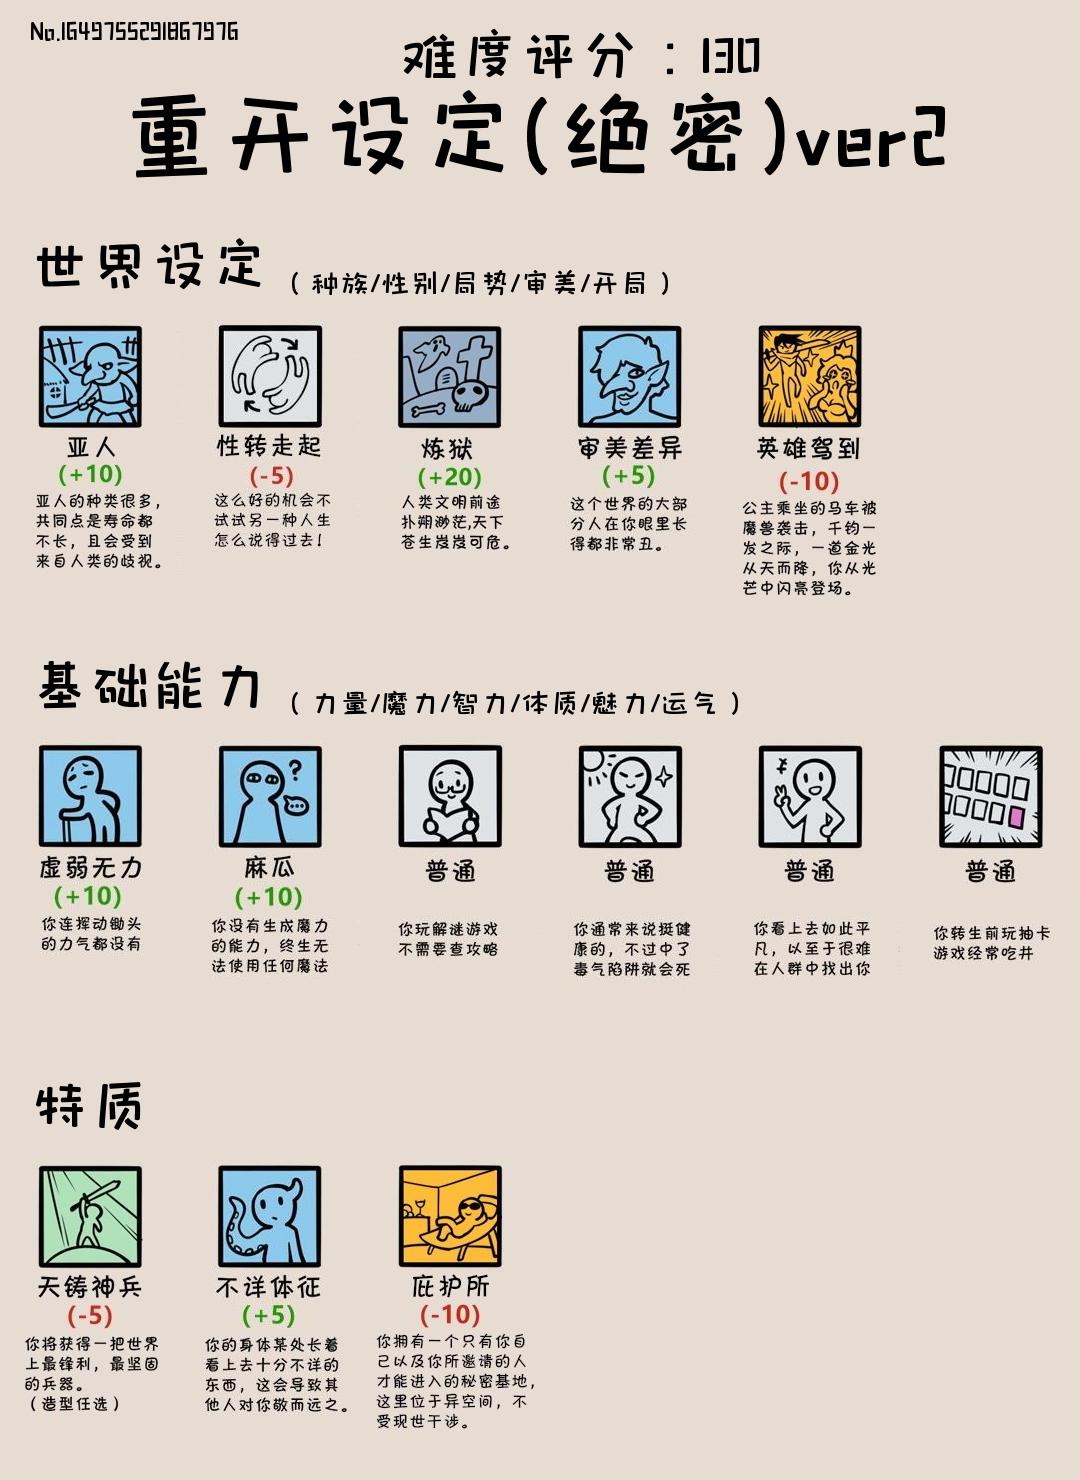 No.1649755291867976
难度评分：130
重开设定(绝密)ver2
世界设定（种族/性别/局势/审美/开局）
亚人
(+10)
亚人的种类很多，
共同点是寿命都
不长，且会受到
来自人类的歧视。
性转走起
(-5)
这么好的机会不
试试另一种人生
怎么说得过去！
炼狱
(+20)
人类文明前途
扑朔渺茫,天下
苍生岌岌可危。
审美差异
(+5)
这个世界的大部
分人在你眼里长
得都非常丑。
英雄驾到
(-10)
公主乘坐的马车被
魔兽袭击，千钧一
发之际，一道金光
从天而降，你从光
芒中闪亮登场。
基础能力（力量/魔力/智力/体质/魅力/运气）
虚弱无力
(+10)
你连挥动锄头
的力气都没有
麻瓜
(+10)
你没有生成魔力
的能力，终生无
法使用任何魔法
普通
你玩解谜游戏
不需要查攻略
普通
你通常来说挺健
康的，不过中了
毒气陷阱就会死
普通
你看上去如此平
凡，以至于很难
在人群中找出你
普通
你转生前玩抽卡
游戏经常吃井
特质
天铸神兵
(-5)
你将获得一把世界
上最锋利，最坚固
的兵器。
（造型任选）
不详体征
(+5)
你的身体某处长着
看上去十分不详的
东西，这会导致其
他人对你敬而远之。
庇护所
(-10)
你拥有一个只有你自
己以及你所邀请的人
才能进入的秘密基地，
这里位于异空间，不
受现世干涉。